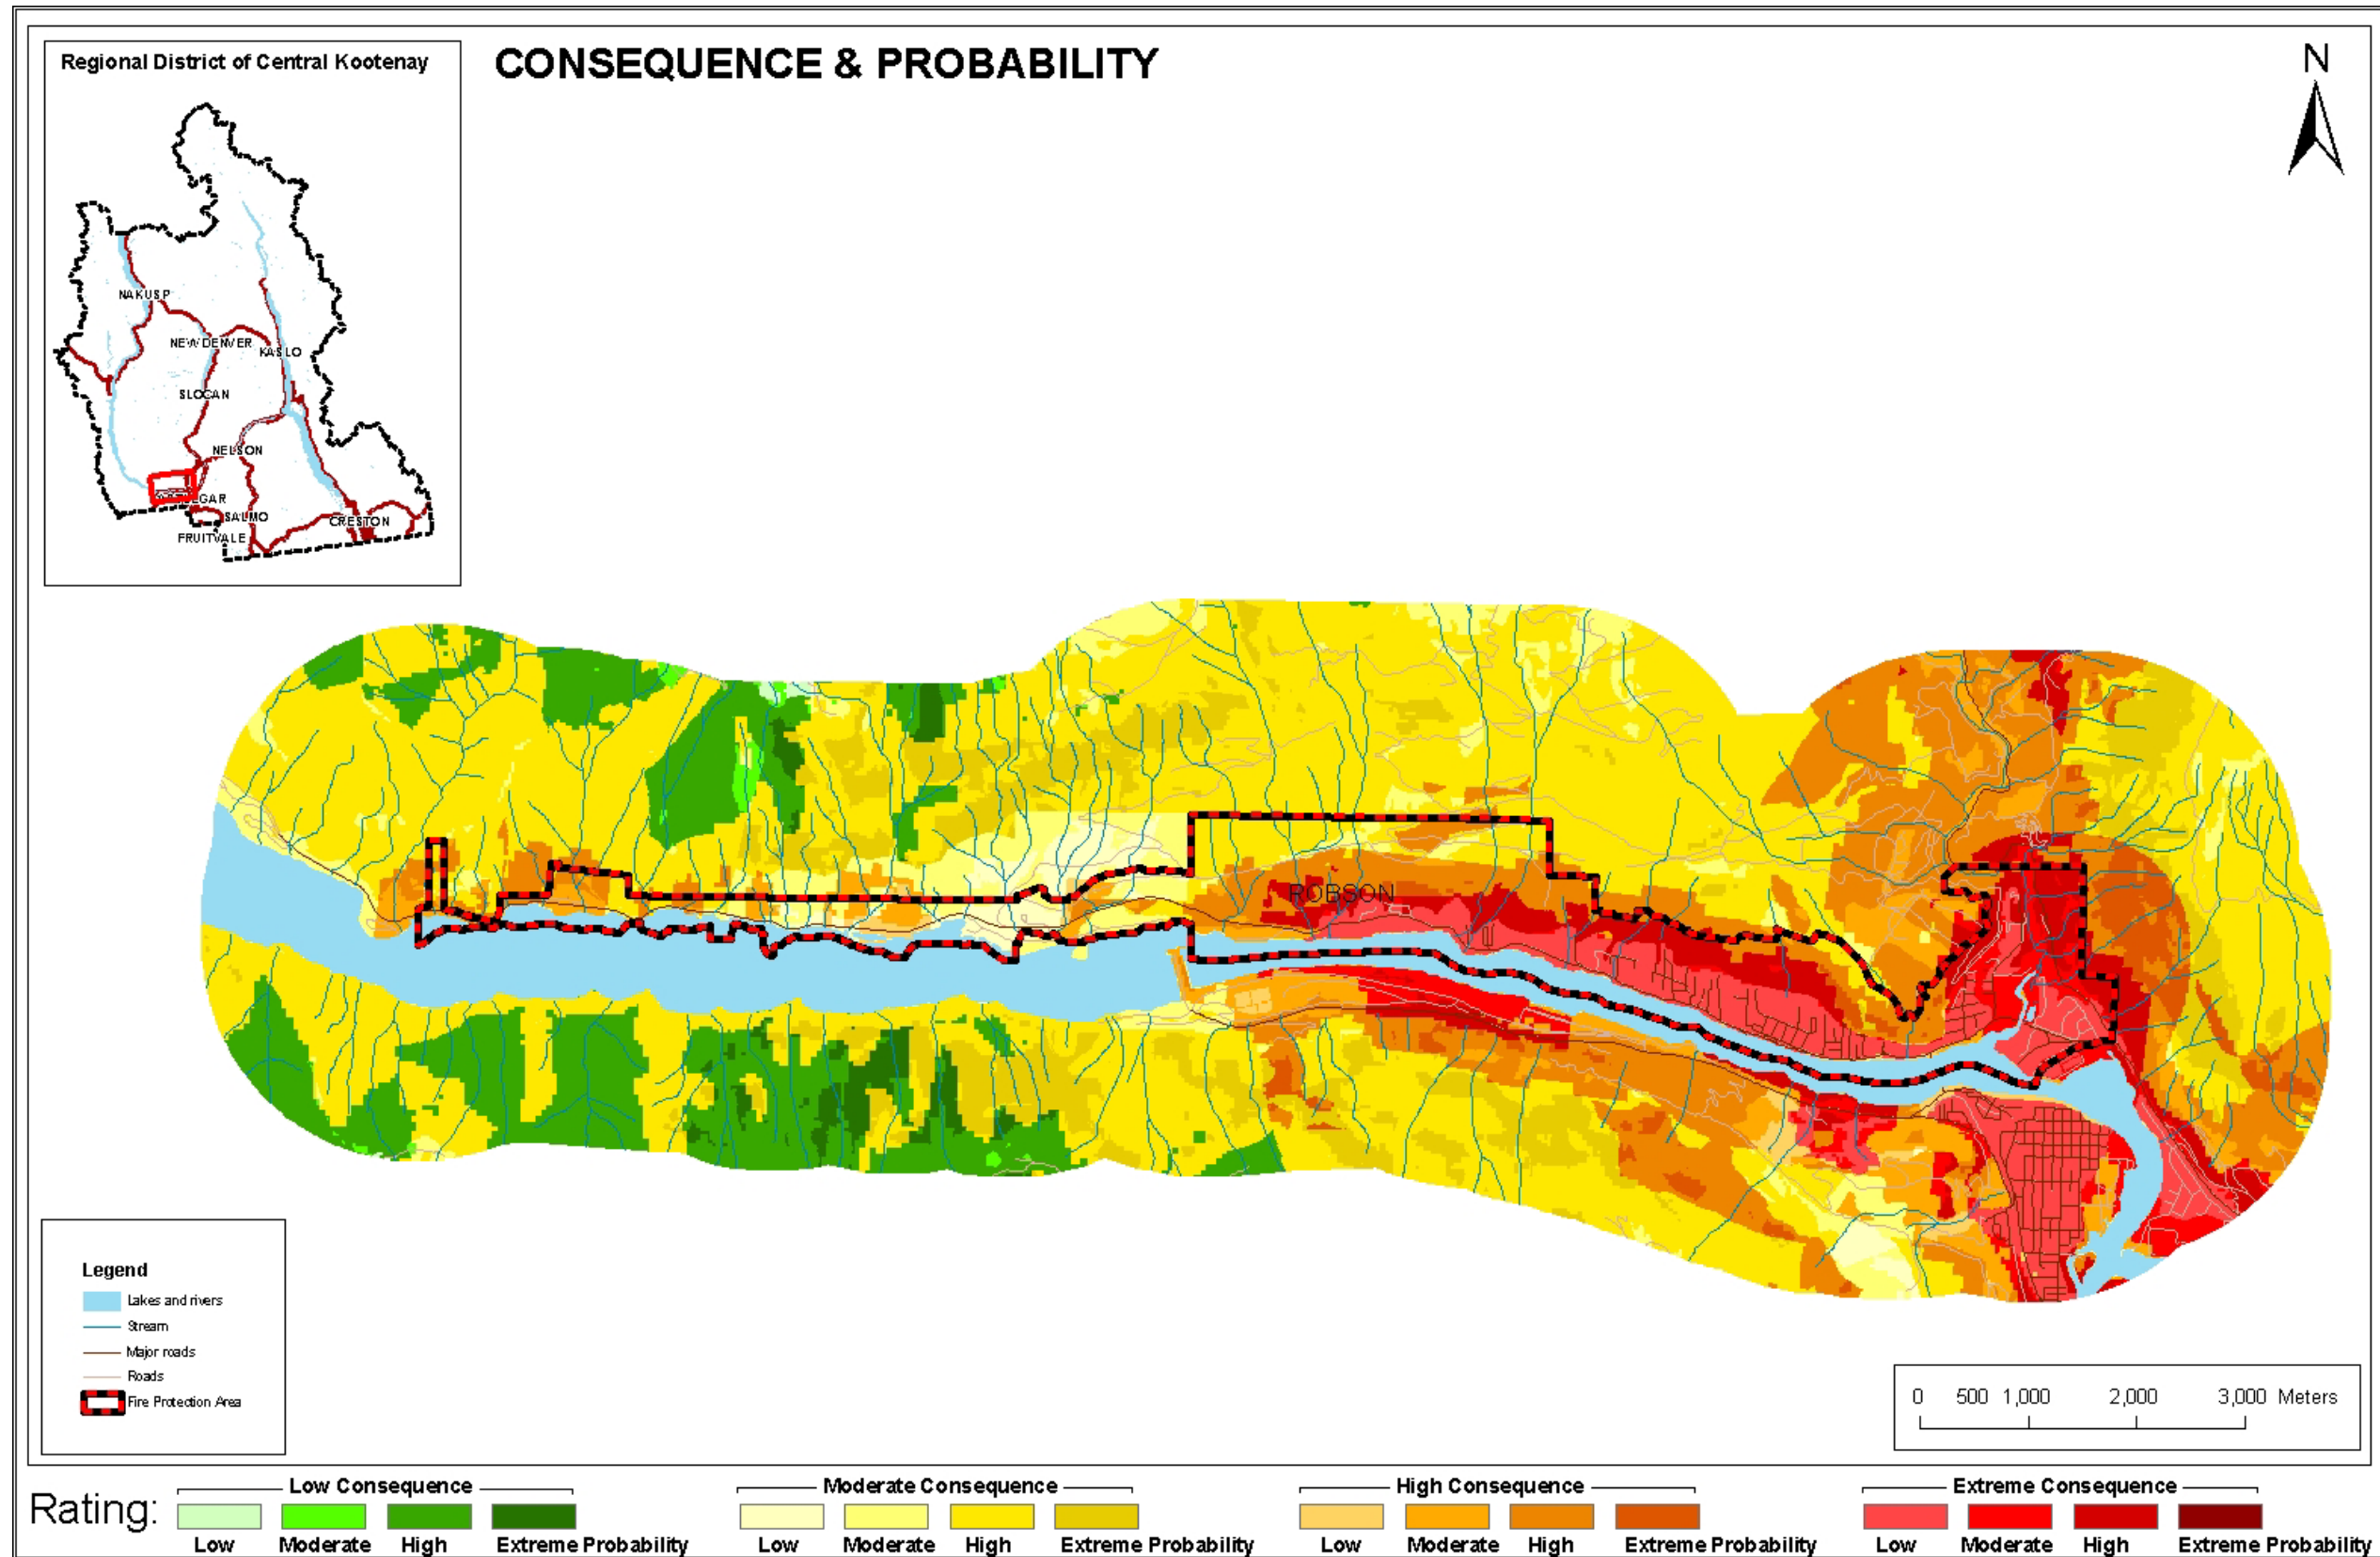 Regional District of Central Kootenay
CONSEQUENCE & PROBABILITY
N
NAKUSP
NEW DENVER
KASLO
SLOCAN
NELSON
SALMO
CRESTON
FRUITVALE
ROBSON
Legend
Lakes and rivers
Stream
Major roads
Roads
Fire Protection Area
0 500 1,000 2,000 3,000 Meters
Rating:
Low Consequence Moderate Consequence High Consequence Extreme Consequence
Low Moderate High Extreme Probability Low Moderate High Extreme Probability Low Moderate High Extreme Probability Low Moderate High Extreme Probability